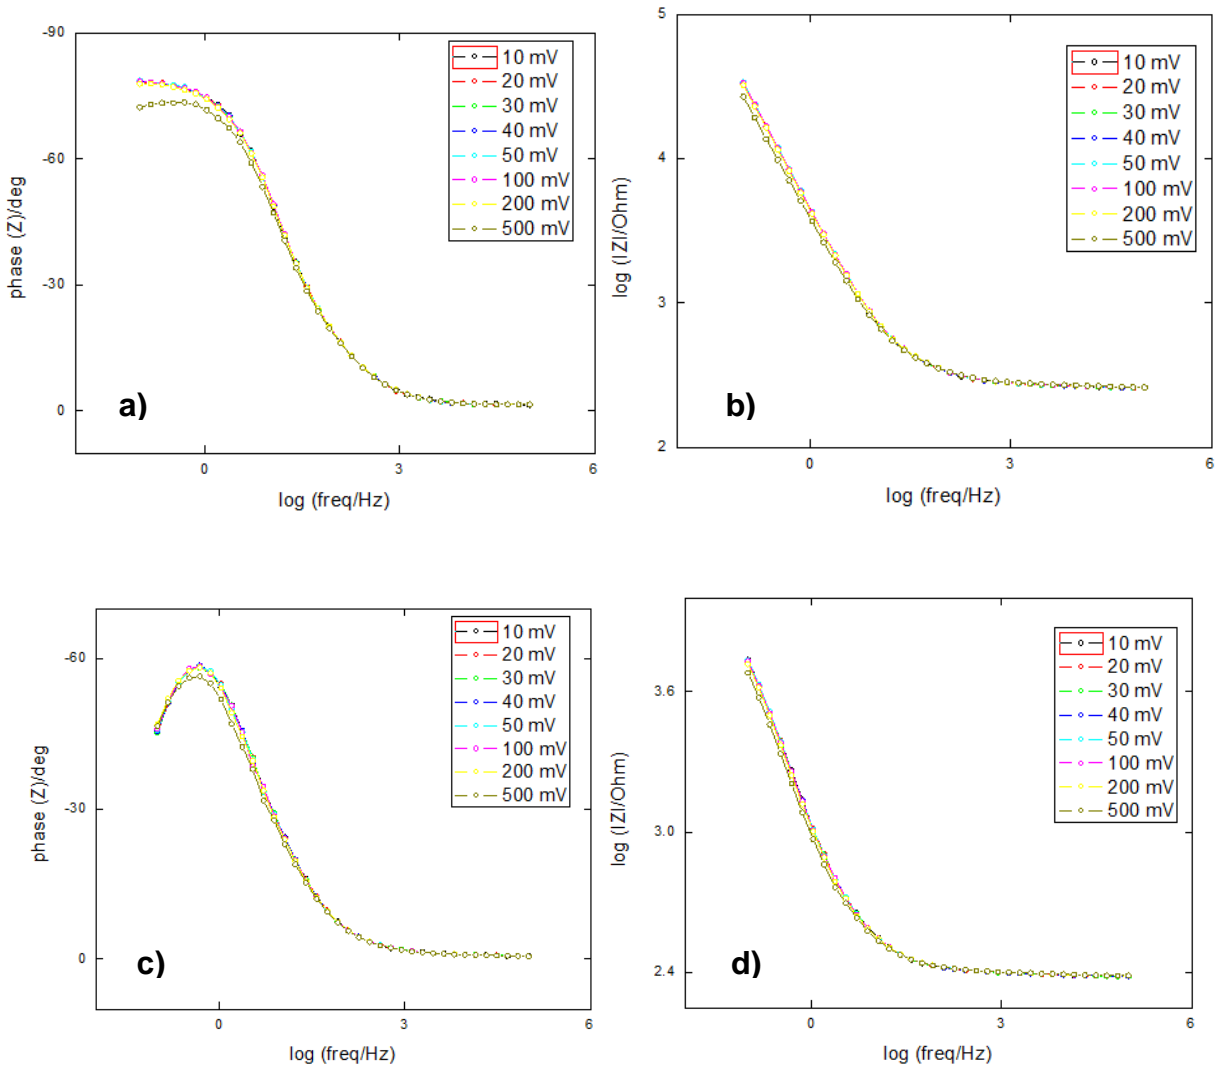 -90
-60
-30
0
phase (Z)/deg
10 mV
20 mV
30 mV
40 mV
50 mV
100 mV
200 mV
500 mV
a)
0
3
6
log (freq/Hz)
5
4
3
2
log (IZI/Ohm)
10 mV
20 mV
30 mV
40 mV
50 mV
100 mV
200 mV
500 mV
b)
0
3
6
log (freq/Hz)
-60
-30
0
phase (Z)/deg
10 mV
20 mV
30 mV
40 mV
50 mV
100 mV
200 mV
500 mV
c)
0
3
6
log (freq/Hz)
3.6
3.0
2.4
log (IZI/Ohm)
10 mV
20 mV
30 mV
40 mV
50 mV
100 mV
200 mV
500 mV
d)
0
3
6
log (freq/Hz)